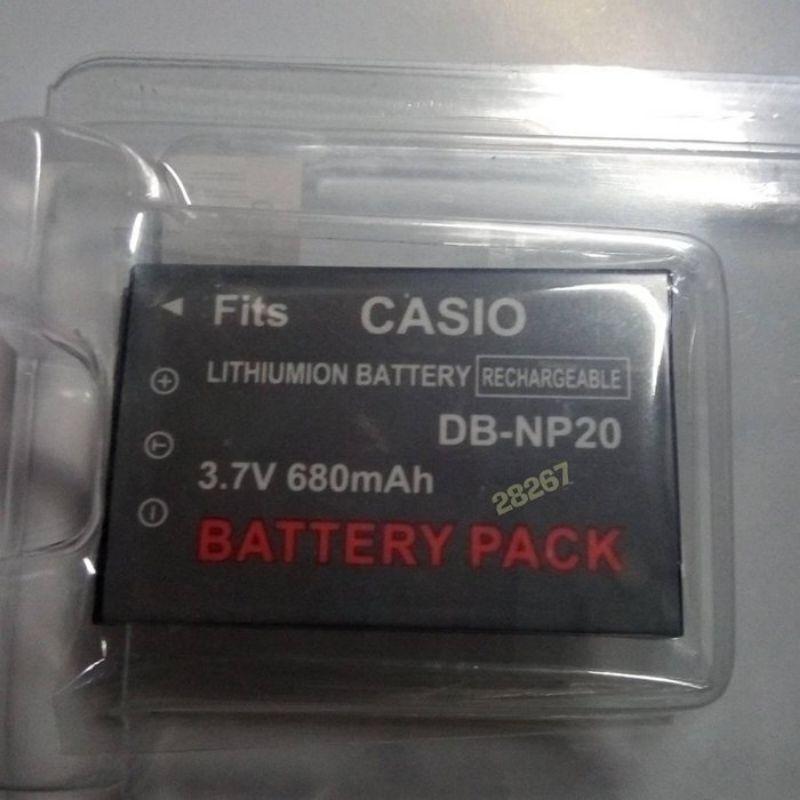 Fits CASIO
LITHIUMION BATTERY RECHARGEABLE
DB-NP20
3.7V 680mAh
28267
BATTERY PACK
+
T
-